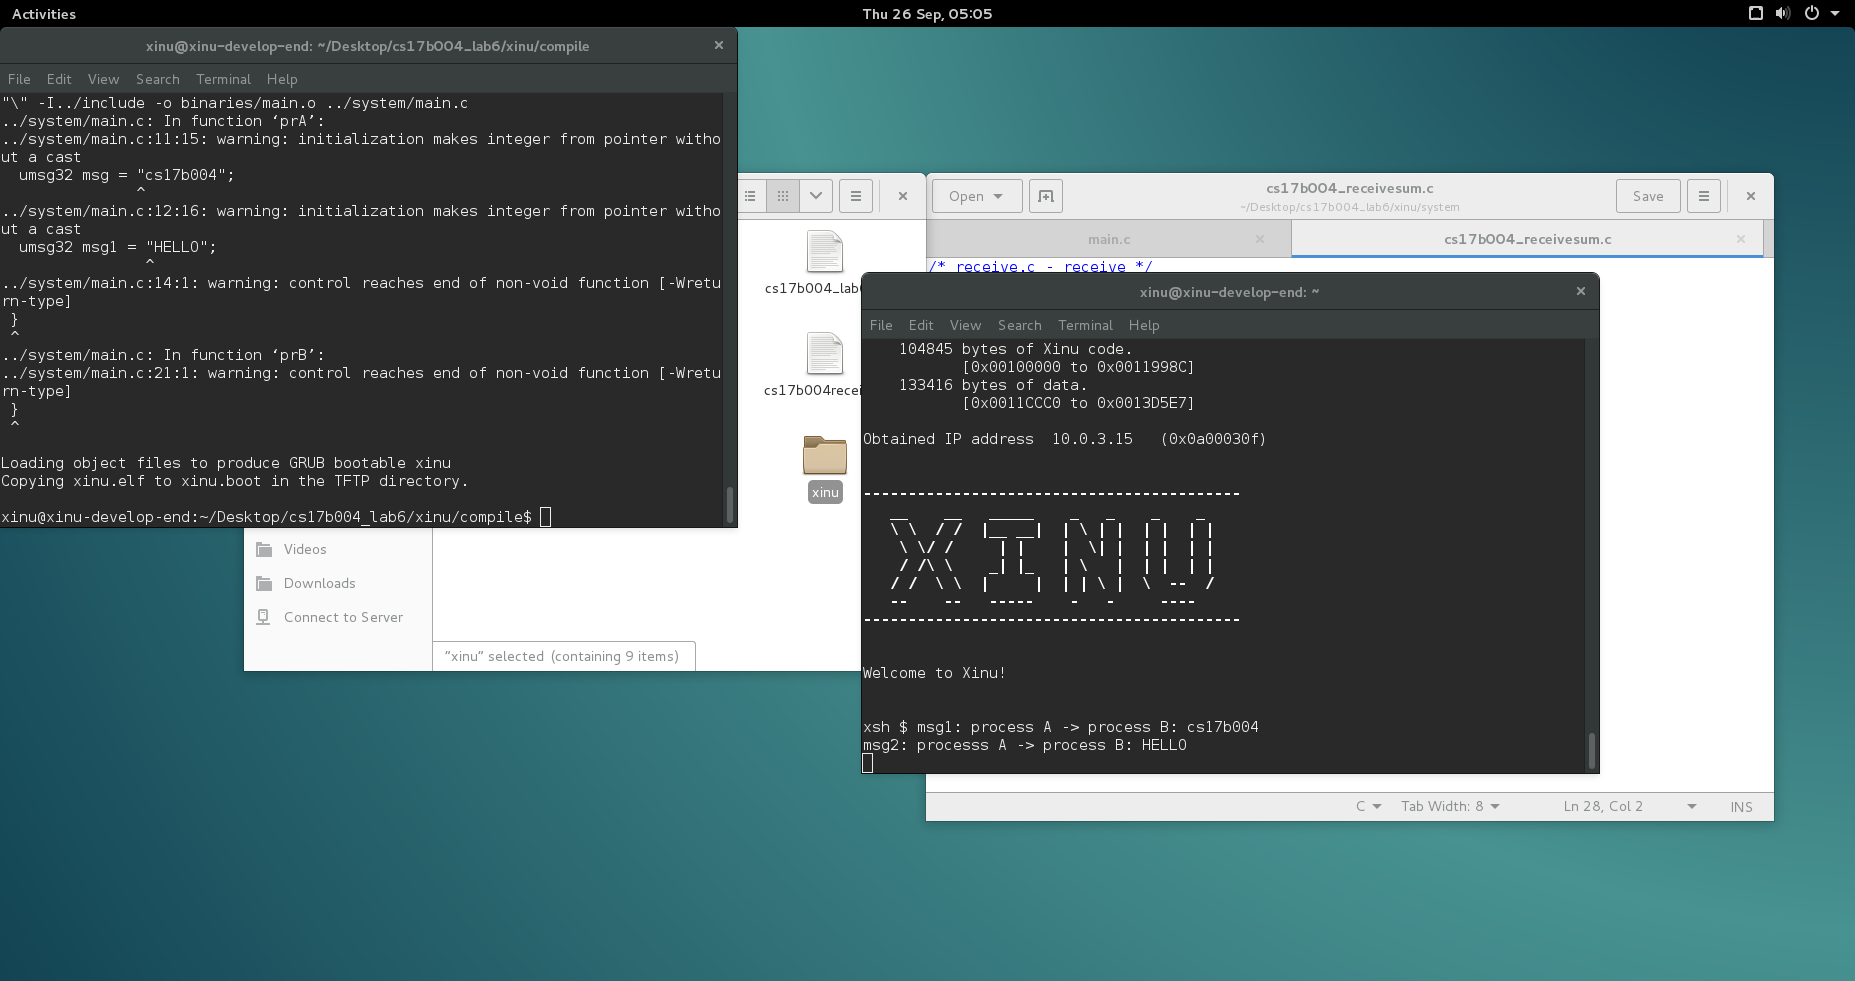 Activities
Thu 26 Sep, 05:05
xinu@xinu-develop-end: ~/Desktop/cs17b004_lab6/xinu/compile
File Edit View Search Terminal Help
"\" -I../include -o binaries/main.o ../system/main.c
../system/main.c: In function ‘prA’:
../system/main.c:11:15: warning: initialization makes integer from pointer witho
ut a cast
umsg32 msg = "cs17b004";
^
../system/main.c:12:16: warning: initialization makes integer from pointer witho
ut a cast
umsg32 msg1 = "HELLO";
^
../system/main.c:14:1: warning: control reaches end of non-void function [-Wretu
rn-type]
}
^
../system/main.c: In function ‘prB’:
../system/main.c:21:1: warning: control reaches end of non-void function [-Wretu
rn-type]
}
^
Loading object files to produce GRUB bootable xinu
Copying xinu.elf to xinu.boot in the TFTP directory.
xinu@xinu-develop-end:~/Desktop/cs17b004_lab6/xinu/compile$
cs17b004_lab
cs17b004recei
xinu
Videos
Downloads
Connect to Server
"xinu" selected (containing 9 items)
Open
cs17b004_receivesum.c
~/Desktop/cs17b004_lab6/xinu/system
Save
main.c
cs17b004_receivesum.c
/* receive.c - receive */
xinu@xinu-develop-end: ~
File Edit View Search Terminal Help
104845 bytes of Xinu code.
[0x00100000 to 0x0011998C]
133416 bytes of data.
[0x0011CCC0 to 0x0013D5E7]
Obtained IP address 10.0.3.15 (0x0a00030f)
XINU
Welcome to Xinu!
xsh $ msg1: process A -> process B: cs17b004
msg2: processs A -> process B: HELLO
C
Tab Width: 8
Ln 28, Col 2
INS